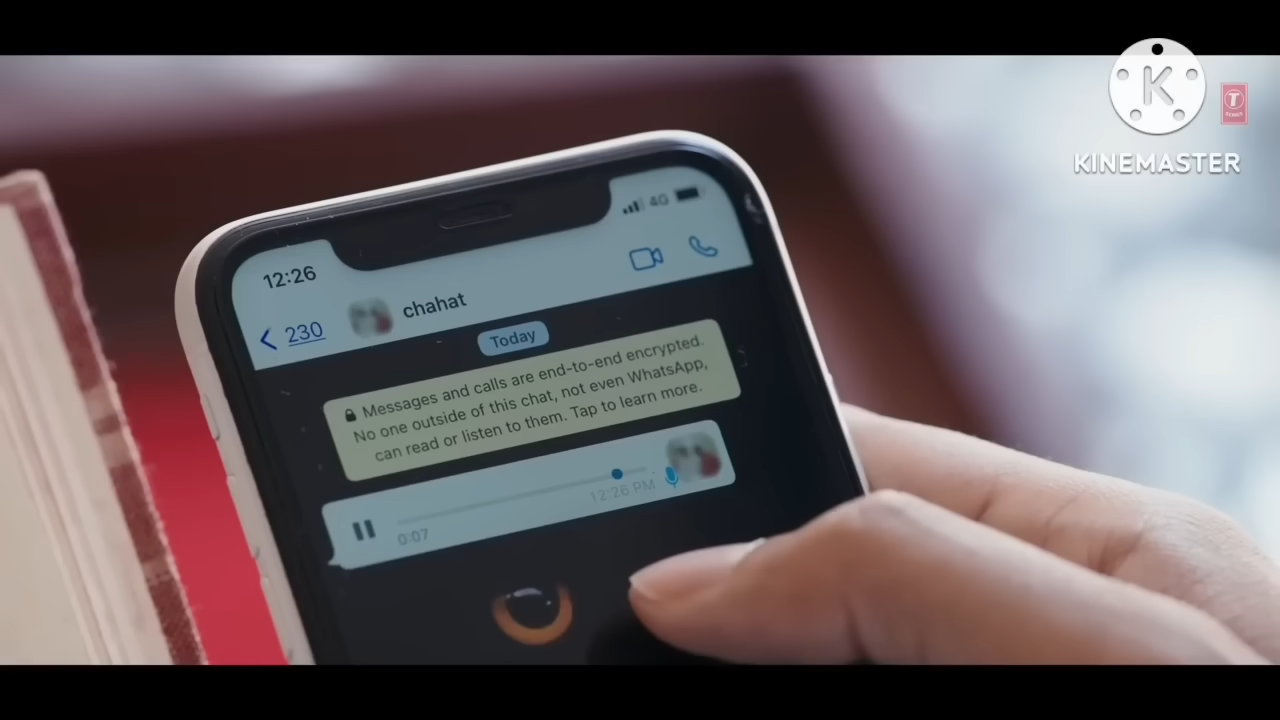 K
T
KINEMASTER
12:26
4G
230
chahat
Today
Messages and calls are end-to-end encrypted.
No one outside of this chat, not even WhatsApp,
can read or listen to them. Tap to learn more.
0:07
12:26 PM